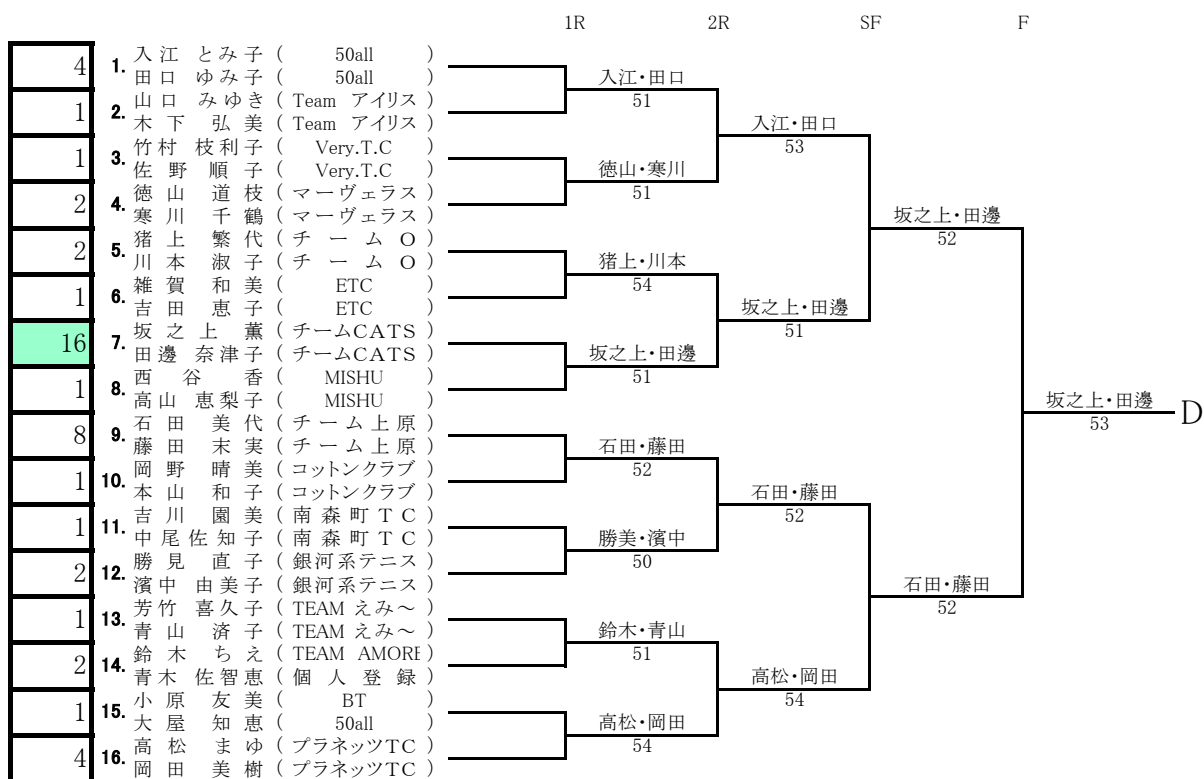 1R 2R SF F
4 1. 入江 とみ子 ( 50all )
田口 ゆみ子 ( 50all )
入江・田口
51
1 2. 山口 みゆき ( Team アイリス )
木下 弘美 ( Team アイリス )
入江・田口
53
1 3. 竹村 枝利子 ( Very.T.C )
佐野 順子 ( Very.T.C )
徳山・寒川
51
2 4. 徳山 道枝 ( マーヴェラス )
寒川 千鶴 ( マーヴェラス )
坂之上・田邊
52
2 5. 猪上 繁代 ( チームO )
川本 淑子 ( チームO )
猪上・川本
54
1 6. 雑賀 和美 ( ETC )
吉田 恵子 ( ETC )
坂之上・田邊
51
16 7. 坂之上 薫 ( チームCATS )
田邊 奈津子 ( チームCATS )
坂之上・田邊
51
1 8. 西谷 香 ( MISHU )
高山 恵梨子 ( MISHU )
坂之上・田邊 D
53
8 9. 石田 美代 ( チーム上原 )
藤田 末実 ( チーム上原 )
石田・藤田
52
1 10. 岡野 晴美 ( コットンクラブ )
本山 和子 ( コットンクラブ )
石田・藤田
52
1 11. 吉川 園美 ( 南森町TC )
中尾佐知子 ( 南森町TC )
勝美・濱中
50
2 12. 勝見 直子 ( 銀河系テニス )
濱中 由美子 ( 銀河系テニス )
石田・藤田
52
1 13. 芳竹 喜久子 ( TEAM えみ~ )
青山 済子 ( TEAM えみ~ )
鈴木・青山
51
2 14. 鈴木 ちえ ( TEAM AMORE )
青木 佐智恵 ( 個人登録 )
高松・岡田
54
1 15. 小原 友美 ( BT )
大屋 知恵 ( 50all )
高松・岡田
54
4 16. 高松 まゆ ( プラネッツTC )
岡田 美樹 ( プラネッツTC )